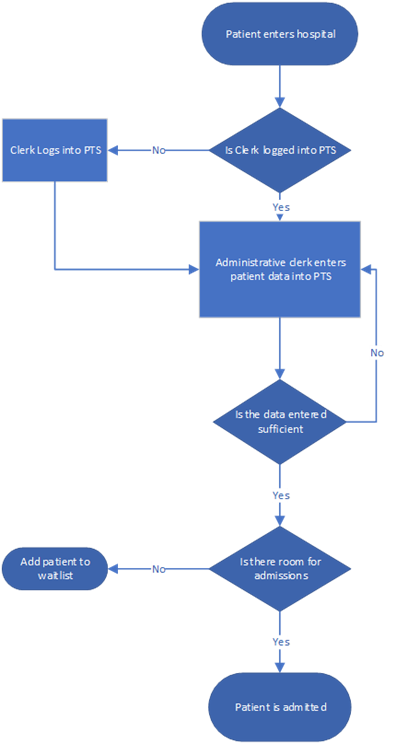 Patient enters hospital
Is Clerk logged into PTS
No
Clerk Logs into PTS
Yes
Administrative clerk enters
patient data into PTS
No
Is the data entered
sufficient
Yes
Is there room for
admissions
No
Add patient to
waitlist
Yes
Patient is admitted